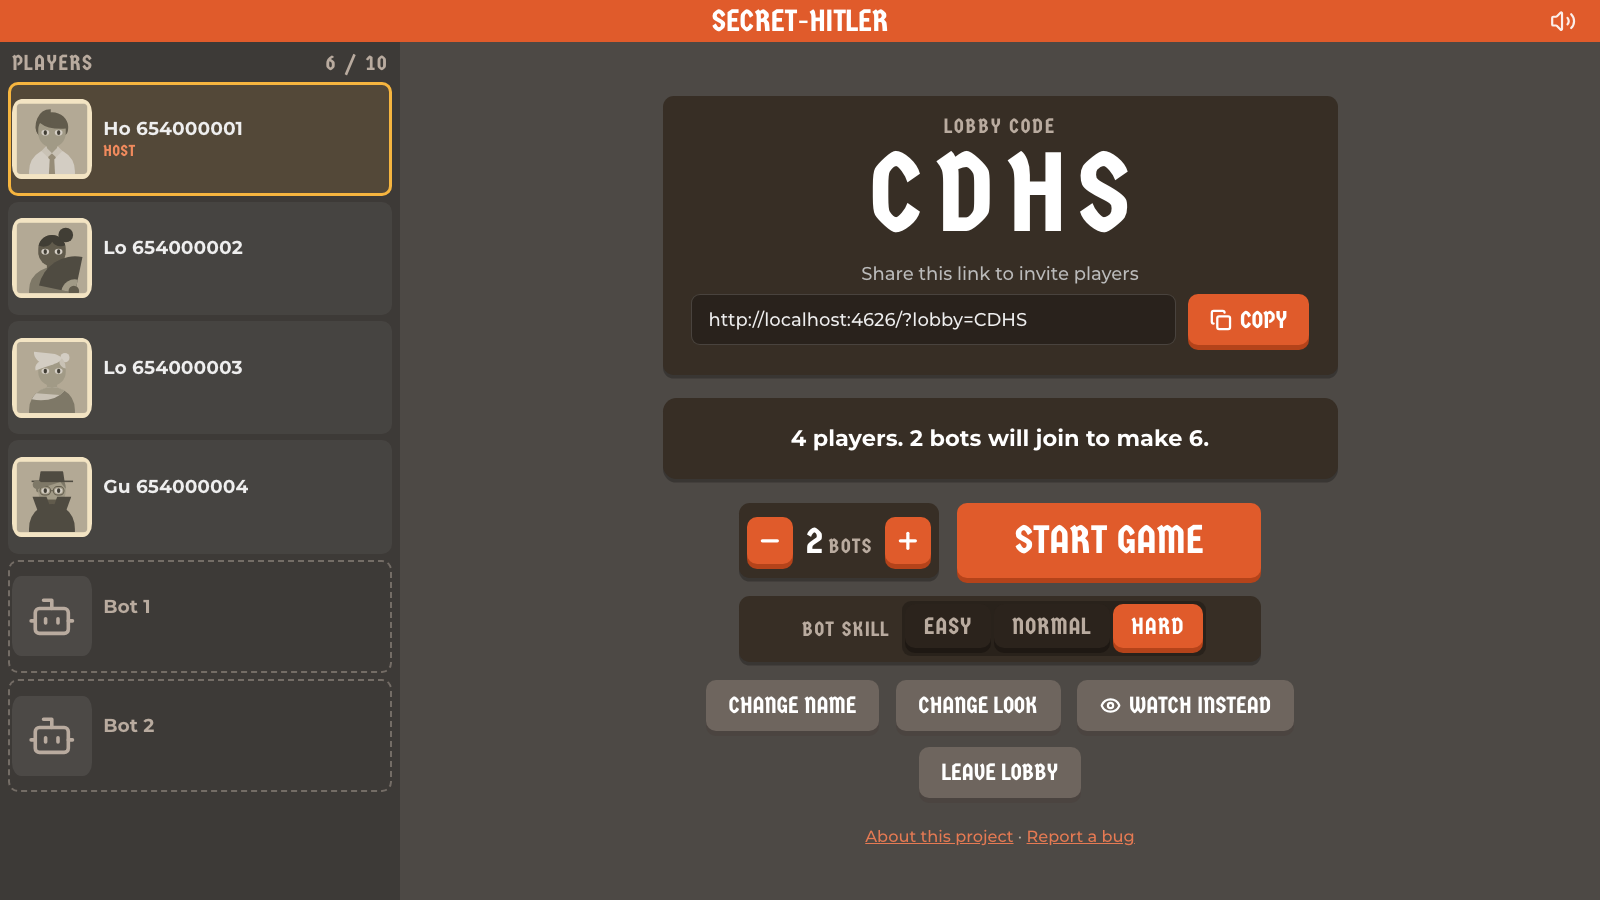 SECRET-HITLER
PLAYERS 6 / 10
Ho 654000001
HOST
Lo 654000002
Lo 654000003
Gu 654000004
Bot 1
Bot 2
LOBBY CODE
CDHS
Share this link to invite players
http://localhost:4626/?lobby=CDHS
COPY
4 players. 2 bots will join to make 6.
2 BOTS
START GAME
BOT SKILL EASY NORMAL HARD
CHANGE NAME CHANGE LOOK WATCH INSTEAD
LEAVE LOBBY
About this project · Report a bug